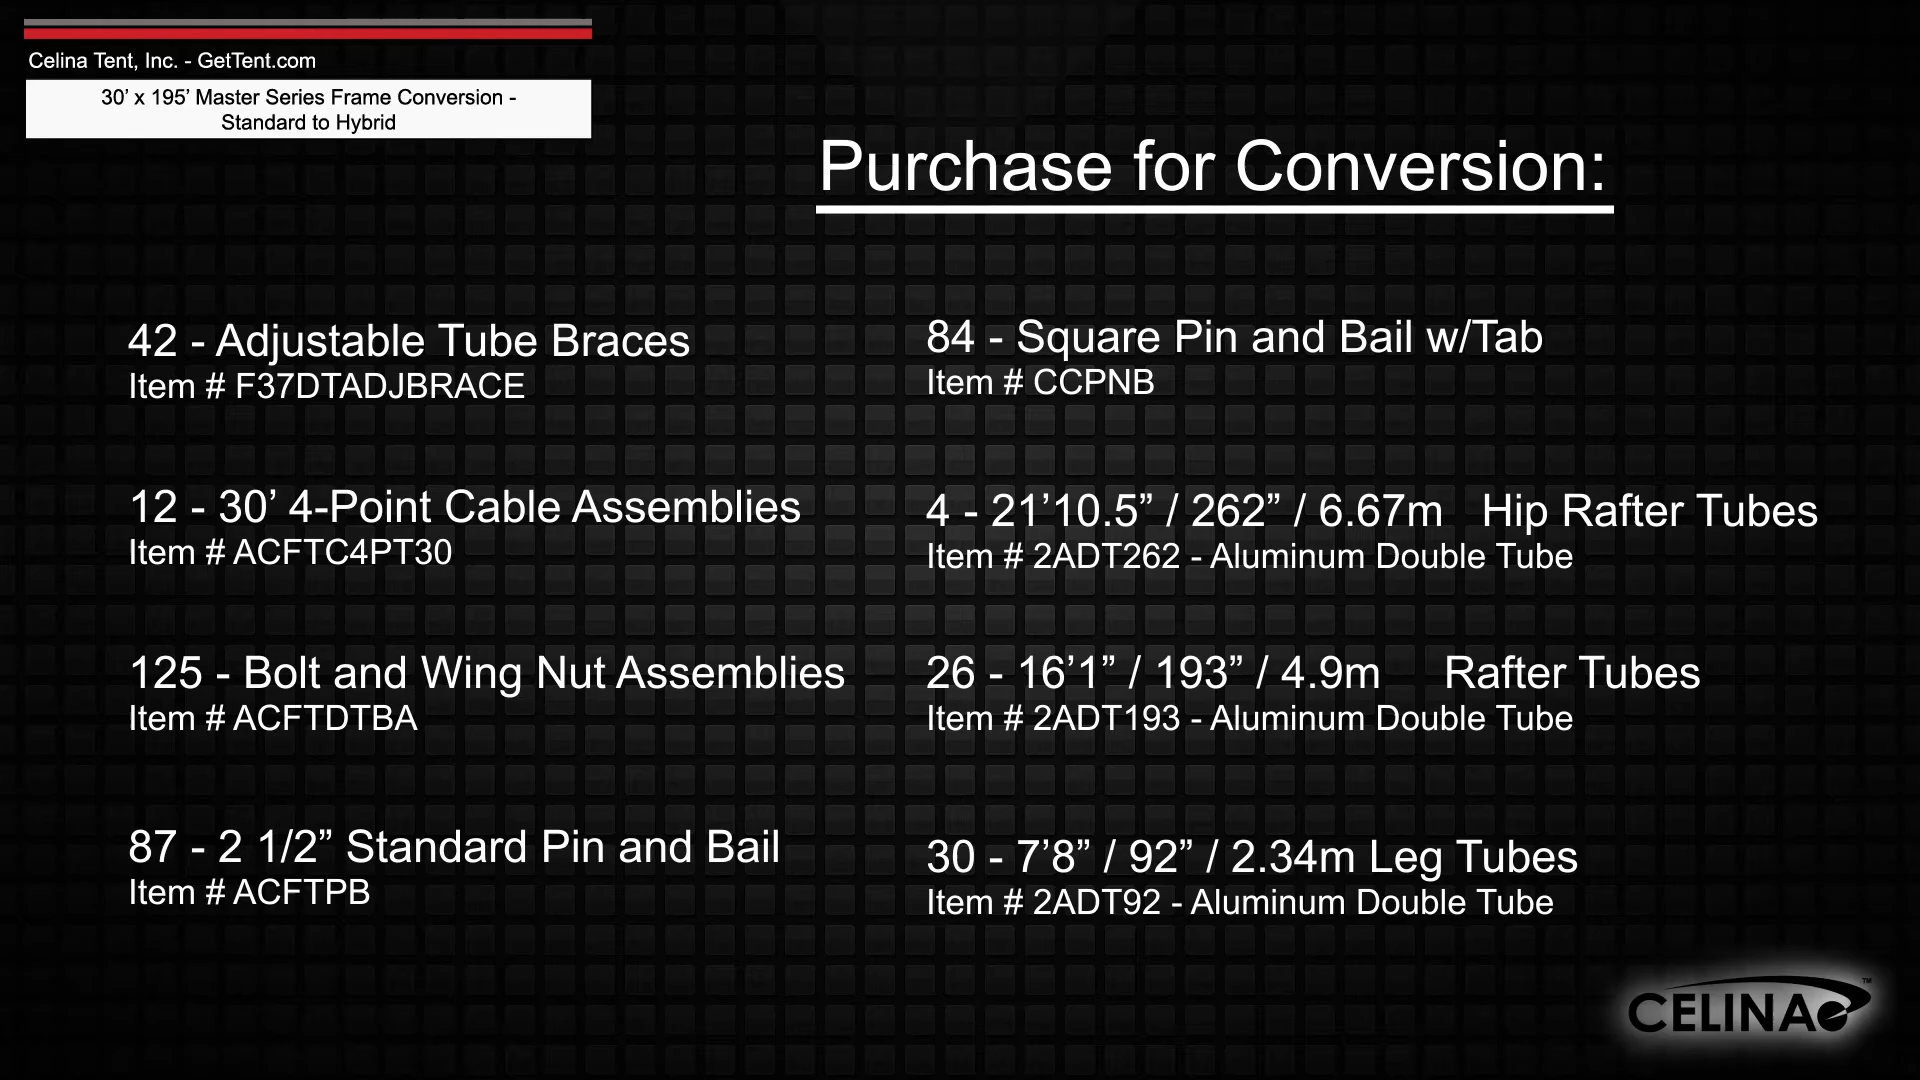 Celina Tent, Inc. - GetTent.com
30’ x 195’ Master Series Frame Conversion -
Standard to Hybrid
Purchase for Conversion:
42 - Adjustable Tube Braces
Item # F37DTADJBRACE
12 - 30’ 4-Point Cable Assemblies
Item # ACFTC4PT30
125 - Bolt and Wing Nut Assemblies
Item # ACFTDTBA
87 - 2 1/2” Standard Pin and Bail
Item # ACFTPB
84 - Square Pin and Bail w/Tab
Item # CCPNB
4 - 21’10.5” / 262” / 6.67m Hip Rafter Tubes
Item # 2ADT262 - Aluminum Double Tube
26 - 16’1” / 193” / 4.9m Rafter Tubes
Item # 2ADT193 - Aluminum Double Tube
30 - 7’8” / 92” / 2.34m Leg Tubes
Item # 2ADT92 - Aluminum Double Tube
CELINA ™